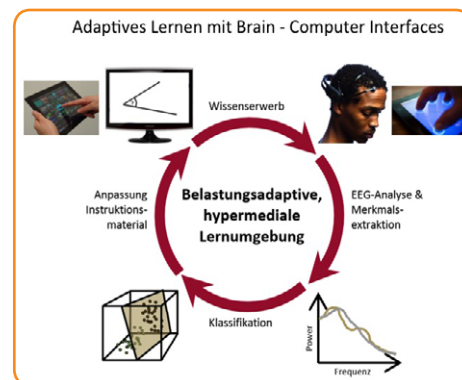 Adaptives Lernen mit Brain - Computer Interfaces
Wissenserwerb
Anpassung
Instruktions-
material
Belastungsadaptive,
hypermediale
Lernumgebung
EEG-Analyse &
Merkmals-
extraktion
Klassifikation
Power
Frequenz